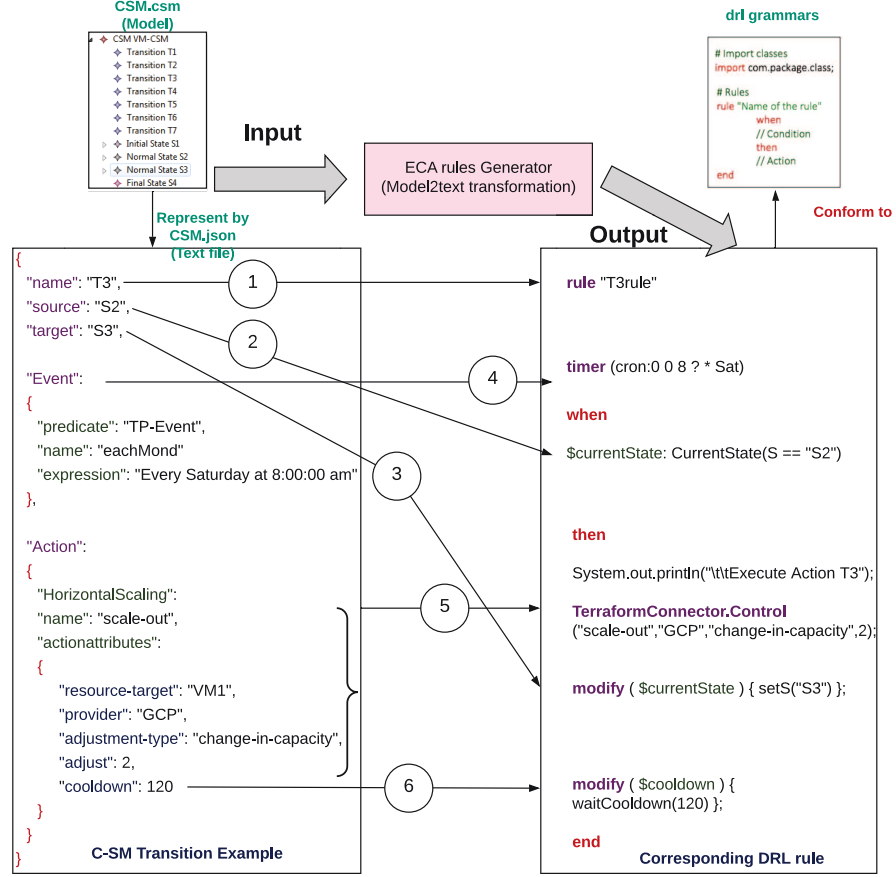 CSM.csm
(Model)
CSM VM-CSM
Transition T1
Transition T2
Transition T3
Transition T4
Transition T5
Transition T6
Transition T7
Initial State S1
Normal State S2
Normal State S3
Final State S4
Input
ECA rules Generator
(Model2text transformation)
Output
drl grammars
# Import classes
import com.package.class;
# Rules
rule "Name of the rule"
when
// Condition
then
// Action
end
Conform to
Represent by
CSM.json
(Text file)
{
"name": "T3",
"source": "S2",
"target": "S3",
"Event":
{
"predicate": "TP-Event",
"name": "eachMond"
"expression": "Every Saturday at 8:00:00 am"
},
"Action":
{
"HorizontalScaling":
"name": "scale-out",
"actionattributes":
{
"resource-target": "VM1",
"provider": "GCP",
"adjustment-type": "change-in-capacity",
"adjust": 2,
"cooldown": 120
}
}
}
C-SM Transition Example
1
2
3
4
5
6
rule "T3rule"
timer (cron:0 0 8 ? * Sat)
when
$currentState: CurrentState(S == "S2")
then
System.out.println("\t\tExecute Action T3");
TerraformConnector.Control
("scale-out","GCP","change-in-capacity",2);
modify ( $currentState ) { setS("S3") };
modify ( $cooldown ) {
waitCooldown(120) };
end
Corresponding DRL rule